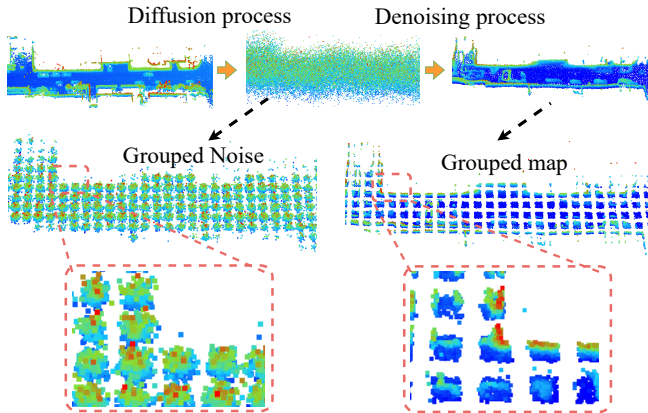 Diffusion process
Denoising process
Grouped Noise
Grouped map